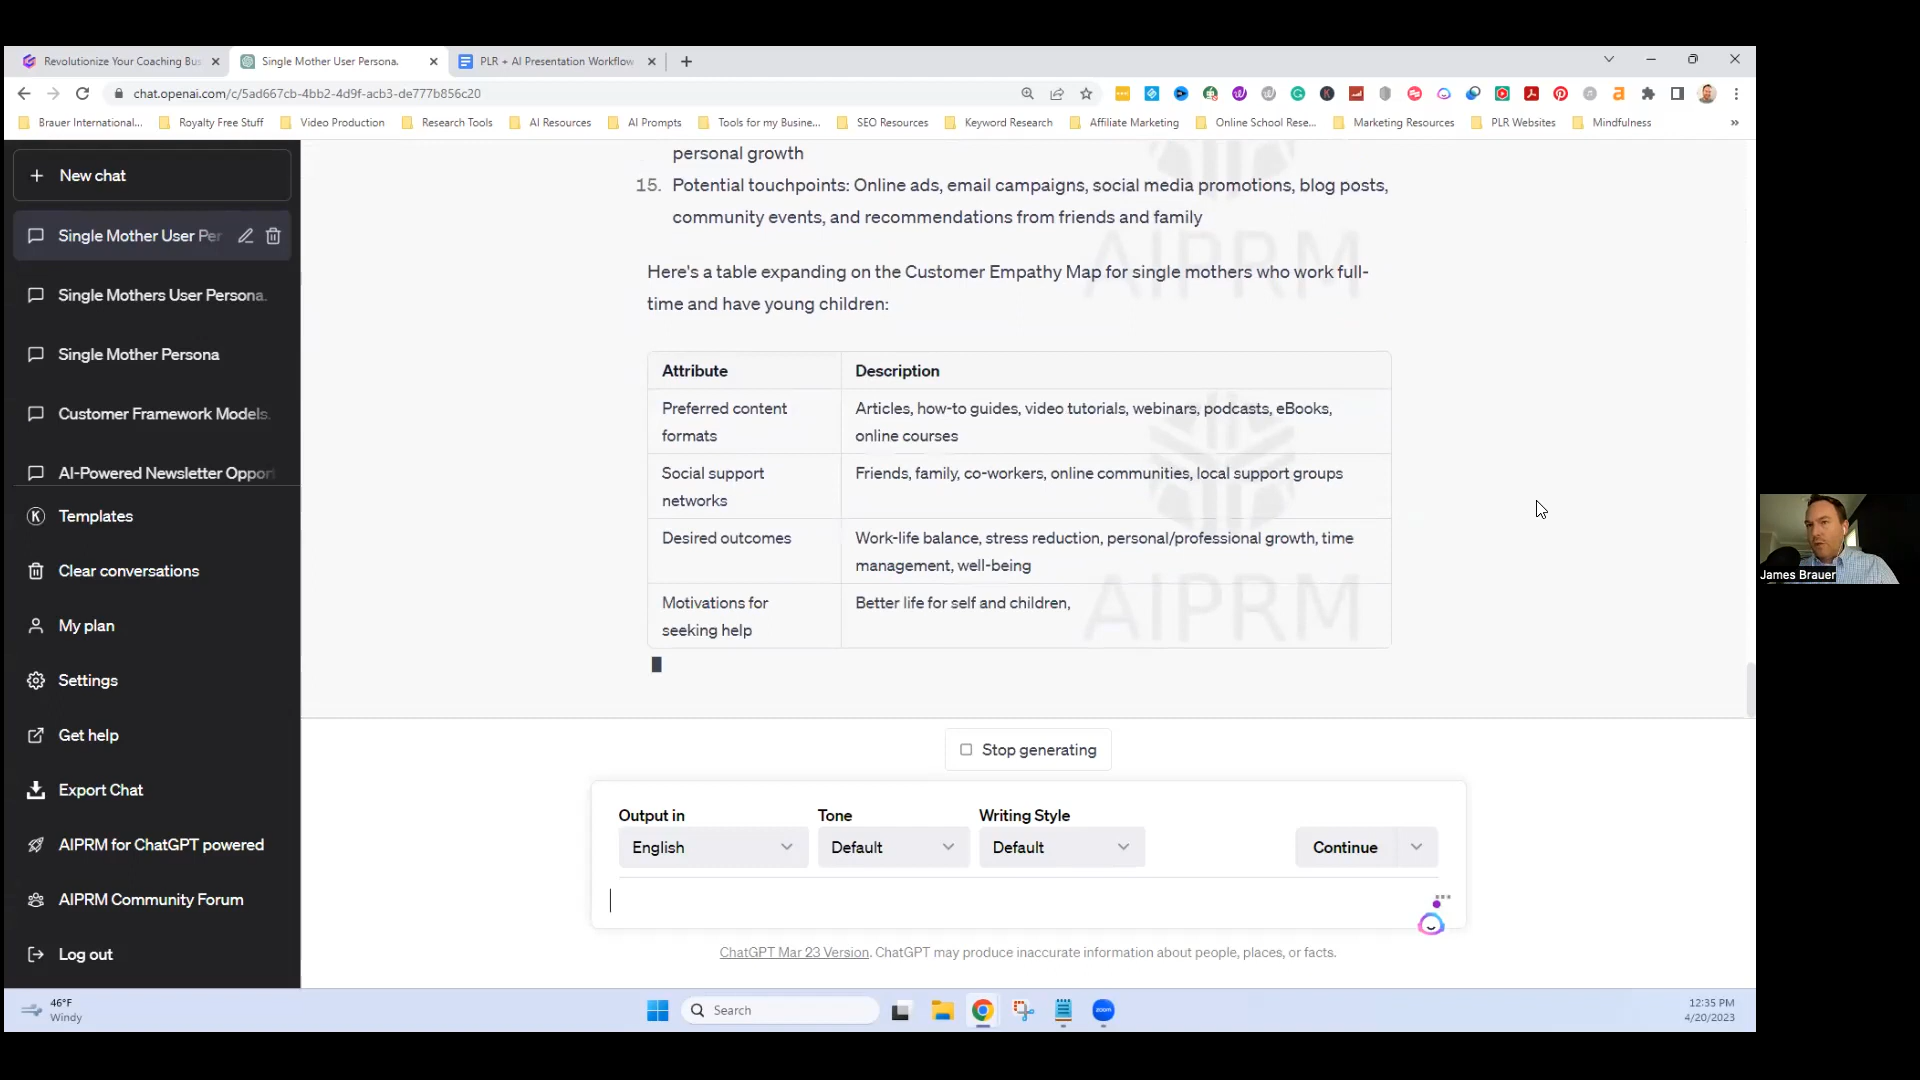 Revolutionize Your Coaching Bus
Single Mother User Persona.
PLR + AI Presentation Workflow
chat.openai.com/c/5ad667cb-4bb2-4d9f-acb3-de777b856c20
Brauer International...
Royalty Free Stuff
Video Production
Research Tools
AI Resources
AI Prompts
Tools for my Busine...
SEO Resources
Keyword Research
Affiliate Marketing
Online School Rese...
Marketing Resources
PLR Websites
Mindfulness
»
+ New chat
Single Mother User Per
Single Mothers User Persona.
Single Mother Persona
Customer Framework Models.
AI-Powered Newsletter Opport
K Templates
Clear conversations
My plan
Settings
Get help
Export Chat
AIPRM for ChatGPT powered
AIPRM Community Forum
Log out
personal growth
15. Potential touchpoints: Online ads, email campaigns, social media promotions, blog posts,
community events, and recommendations from friends and family
AIPRM
Here's a table expanding on the Customer Empathy Map for single mothers who work full-
time and have young children:
Attribute Description
Preferred content
formats
Articles, how-to guides, video tutorials, webinars, podcasts, eBooks,
online courses
Social support
networks
Friends, family, co-workers, online communities, local support groups
Desired outcomes
Work-life balance, stress reduction, personal/professional growth, time
management, well-being
Motivations for
seeking help
Better life for self and children,
AIPRM
Stop generating
Output in Tone Writing Style
English Default Default Continue
ChatGPT Mar 23 Version. ChatGPT may produce inaccurate information about people, places, or facts.
James Brauer
46°F
Windy
Search
zoom
12:35 PM
4/20/2023